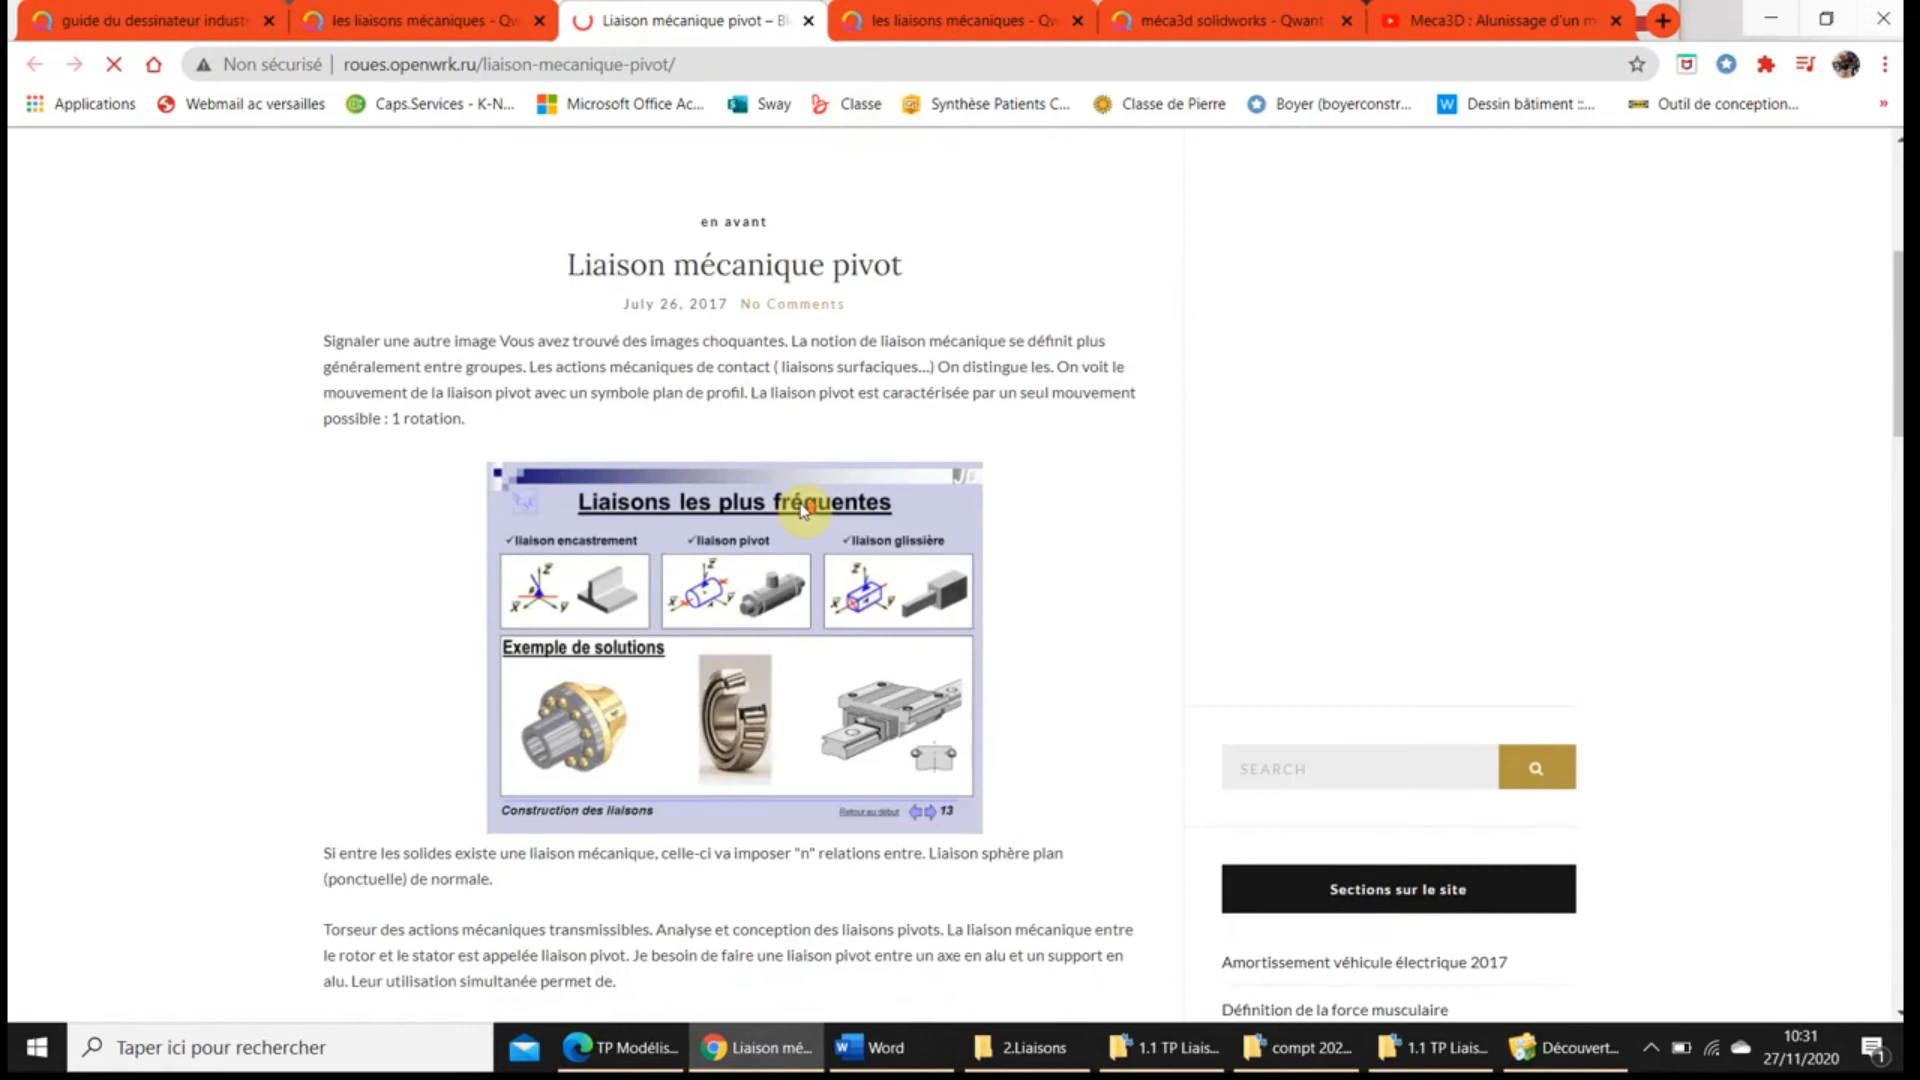 guide du dessinateur indust
les liaisons mécaniques - Qw
Liaison mécanique pivot – Bl
les liaisons mécaniques - Qw
méca3d solidworks - Qwant
Meca3D : Alunissage d'un m
Non sécurisé
roues.openwrk.ru/liaison-mecanique-pivot/
Applications
Webmail ac versailles
Caps.Services - K-N...
Microsoft Office Ac...
Sway
Classe
Synthèse Patients C...
Classe de Pierre
Boyer (boyerconstr...
Dessin bâtiment ::...
Outil de conception...
»
en avant
Liaison mécanique pivot
July 26, 2017 No Comments
Signaler une autre image Vous avez trouvé des images choquantes. La notion de liaison mécanique se définit plus
généralement entre groupes. Les actions mécaniques de contact ( liaisons surfaciques...) On distingue les. On voit le
mouvement de la liaison pivot avec un symbole plan de profil. La liaison pivot est caractérisée par un seul mouvement
possible : 1 rotation.
Liaisons les plus fréquentes
✓liaison encastrement
✓liaison pivot
✓liaison glissière
Exemple de solutions
Construction des liaisons
Retour au début
13
Si entre les solides existe une liaison mécanique, celle-ci va imposer "n" relations entre. Liaison sphère plan
(ponctuelle) de normale.
Torseur des actions mécaniques transmissibles. Analyse et conception des liaisons pivots. La liaison mécanique entre
le rotor et le stator est appelée liaison pivot. Je besoin de faire une liaison pivot entre un axe en alu et un support en
alu. Leur utilisation simultanée permet de.
SEARCH
Sections sur le site
Amortissement véhicule électrique 2017
Définition de la force musculaire
Taper ici pour rechercher
TP Modélis...
Liaison mé...
Word
2.Liaisons
1.1 TP Liais...
compt 202...
1.1 TP Liais...
Découvert...
10:31
27/11/2020
1